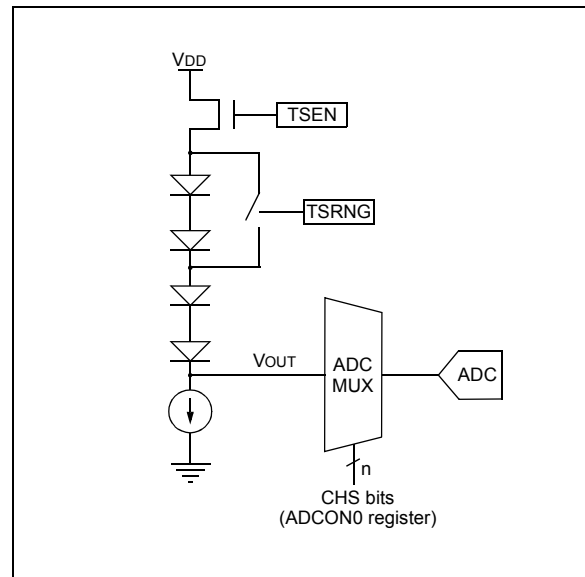 VDD
TSEN
TSRNG
VOUT
ADC
MUX
ADC
n
CHS bits
(ADCON0 register)